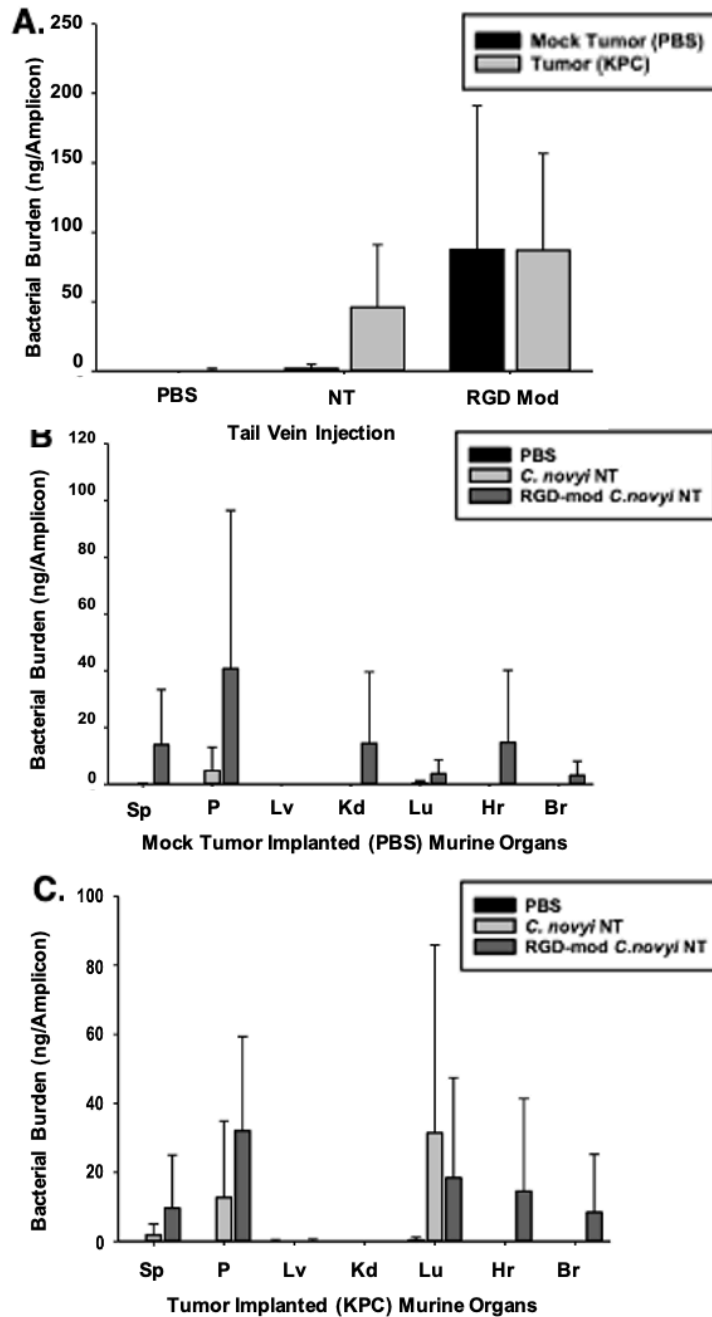 A.
250
200
150
100
50
0
Bacterial Burden (ng/Amplicon)
Mock Tumor (PBS)
Tumor (KPC)
PBS NT RGD Mod
Tail Vein Injection
B
120
100
80
60
40
20
0
Bacterial Burden (ng/Amplicon)
PBS
C. novyi NT
RGD-mod C.novyi NT
Sp P Lv Kd Lu Hr Br
Mock Tumor Implanted (PBS) Murine Organs
C.
100
80
60
40
20
0
Bacterial Burden (ng/Amplicon)
PBS
C. novyi NT
RGD-mod C.novyi NT
Sp P Lv Kd Lu Hr Br
Tumor Implanted (KPC) Murine Organs